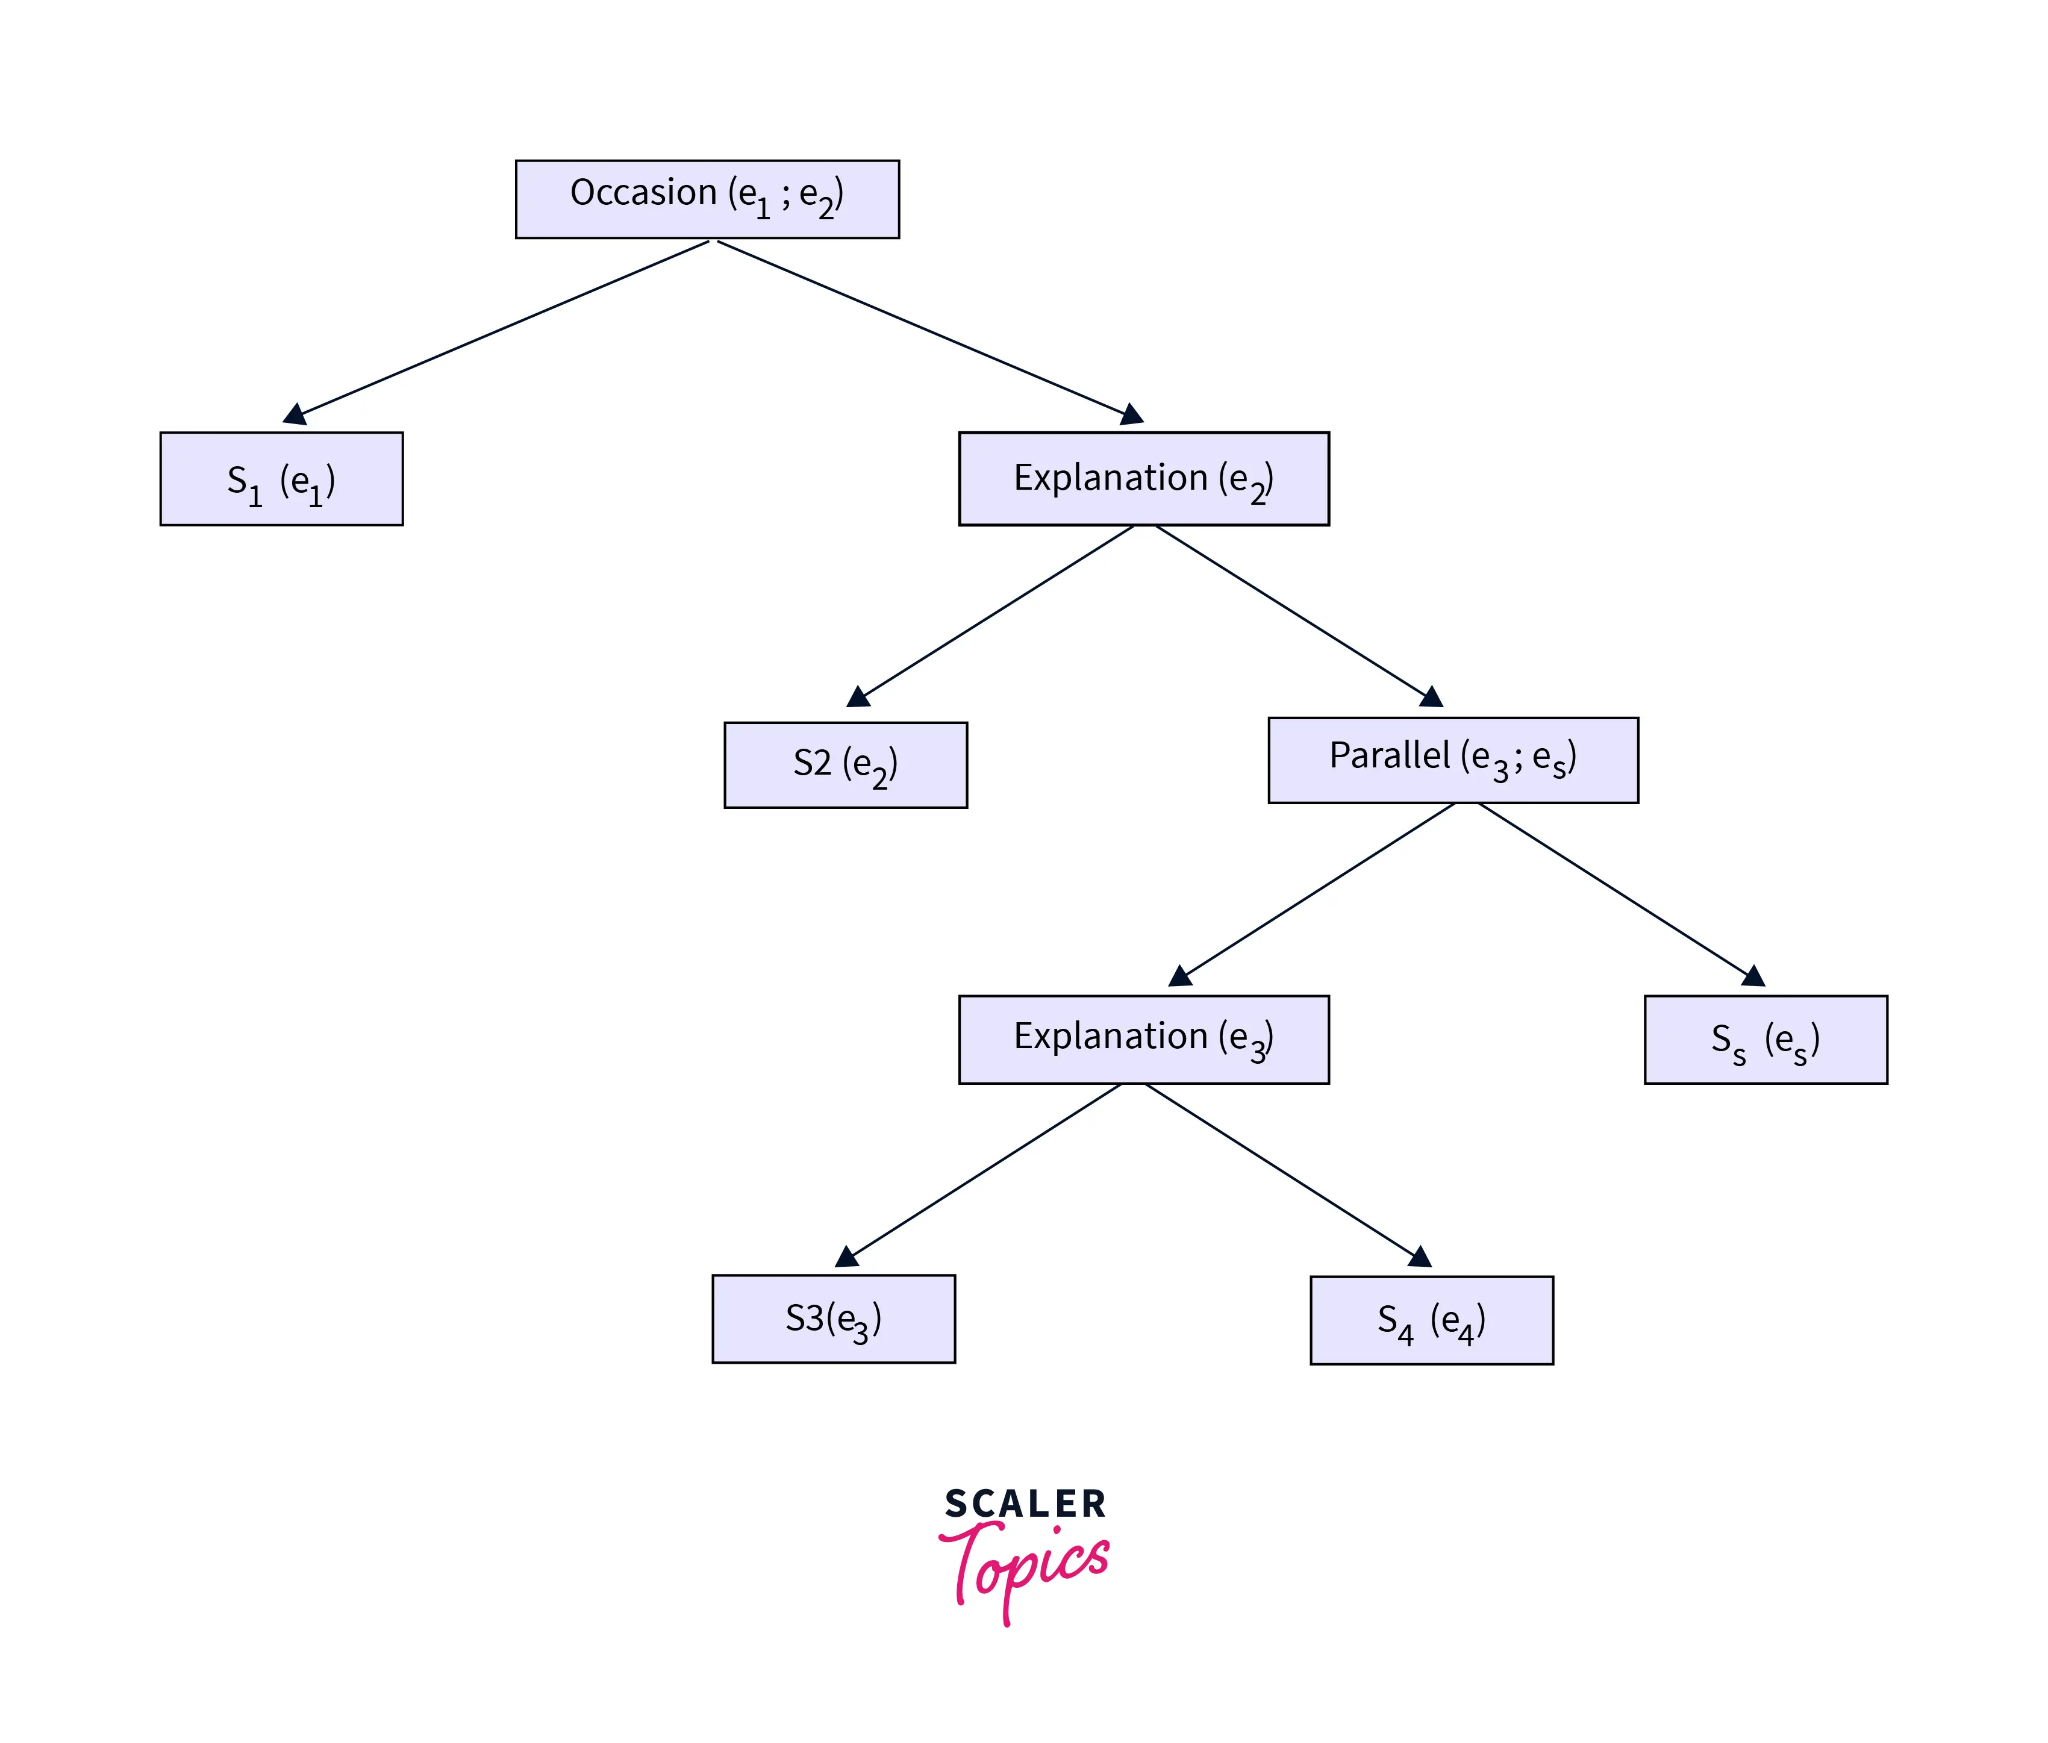 Occasion (e₁ ; e₂)
S₁ (e₁)
Explanation (e₂)
S2 (e₂)
Parallel (e₃; eₛ)
Explanation (e₃)
Sₛ (eₛ)
S3(e₃)
S₄ (e₄)
SCALER
Topics